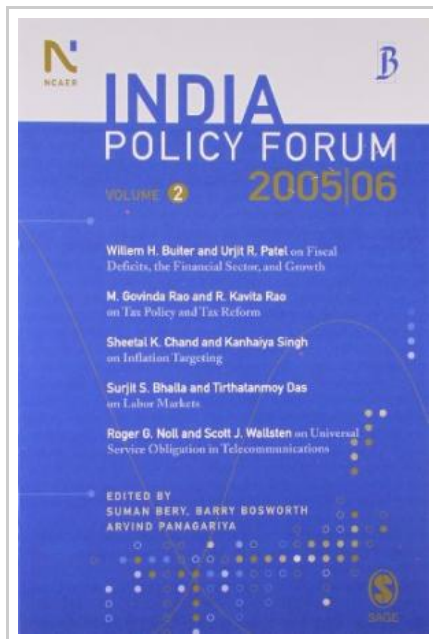 NCAER
B
INDIA
POLICY FORUM
VOLUME 2 2005|06
Willem H. Buiter and Urjit R. Patel on Fiscal
Deficits, the Financial Sector, and Growth
M. Govinda Rao and R. Kavita Rao
on Tax Policy and Tax Reform
Sheetal K. Chand and Kanhaiya Singh
on Inflation Targeting
Surjit S. Bhalla and Tirthatanmoy Das
on Labor Markets
Roger G. Noll and Scott J. Wallsten on Universal
Service Obligation in Telecommunications
EDITED BY
SUMAN BERY, BARRY BOSWORTH
ARVIND PANAGARIYA
S
SAGE